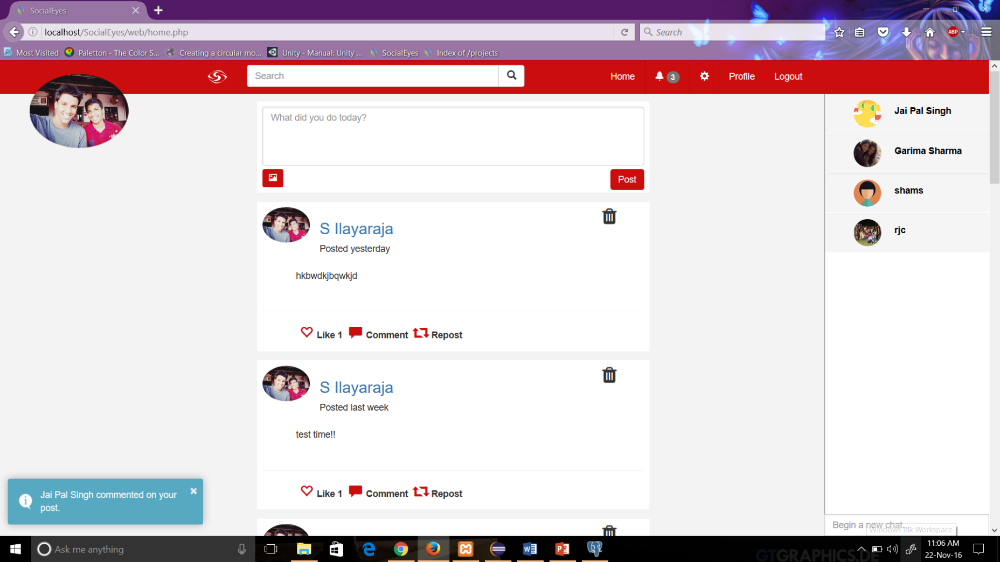 SocialEyes
localhost/SocialEyes/web/home.php
Search
ABP
Most Visited
Paletton - The Color S...
Creating a circular mo...
Unity - Manual: Unity ...
SocialEyes
Index of /projects
Search
Home
3
Profile
Logout
What did you do today?
Post
Jai Pal Singh
Garima Sharma
shams
rjc
S Ilayaraja
Posted yesterday
hkbwdkjbqwkjd
Like 1 Comment Repost
S Ilayaraja
Posted last week
test time!!
Like 1 Comment Repost
Jai Pal Singh commented on your
post.
Begin a new chat...
Windows Ink Workspace
Ask me anything
GTGRAPHICS.DE
11:06 AM
22-Nov-16